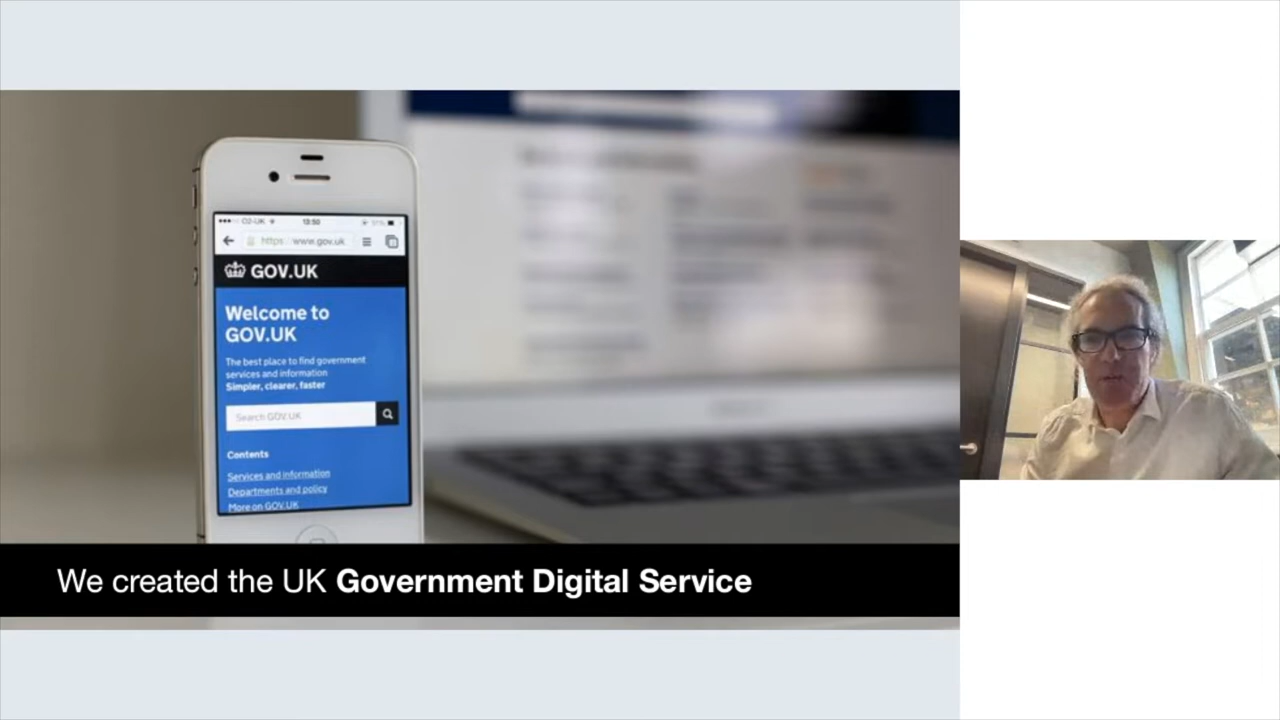 O2-UK 13:50
https://www.gov.uk
GOV.UK
Welcome to
GOV.UK
The best place to find government
services and information
Simpler, clearer, faster
Search GOV.UK
Contents
Services and information
Departments and policy
More on GOV.UK
We created the UK Government Digital Service